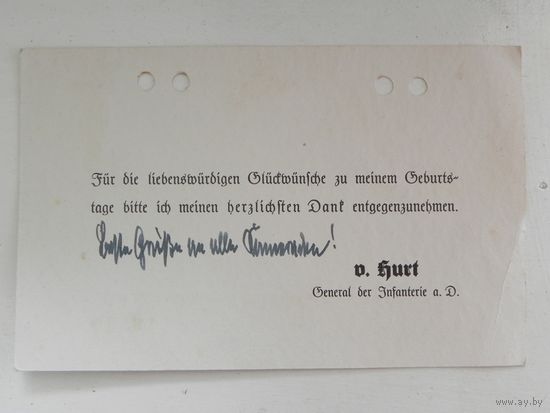 Für die liebenswürdigen Glückwünsche zu meinem Geburts-
tage bitte ich meinen herzlichsten Dank entgegenzunehmen.
Beste Grüße an alle Kameraden!
v. Hurt
General der Infanterie a. D.
www.ay.by